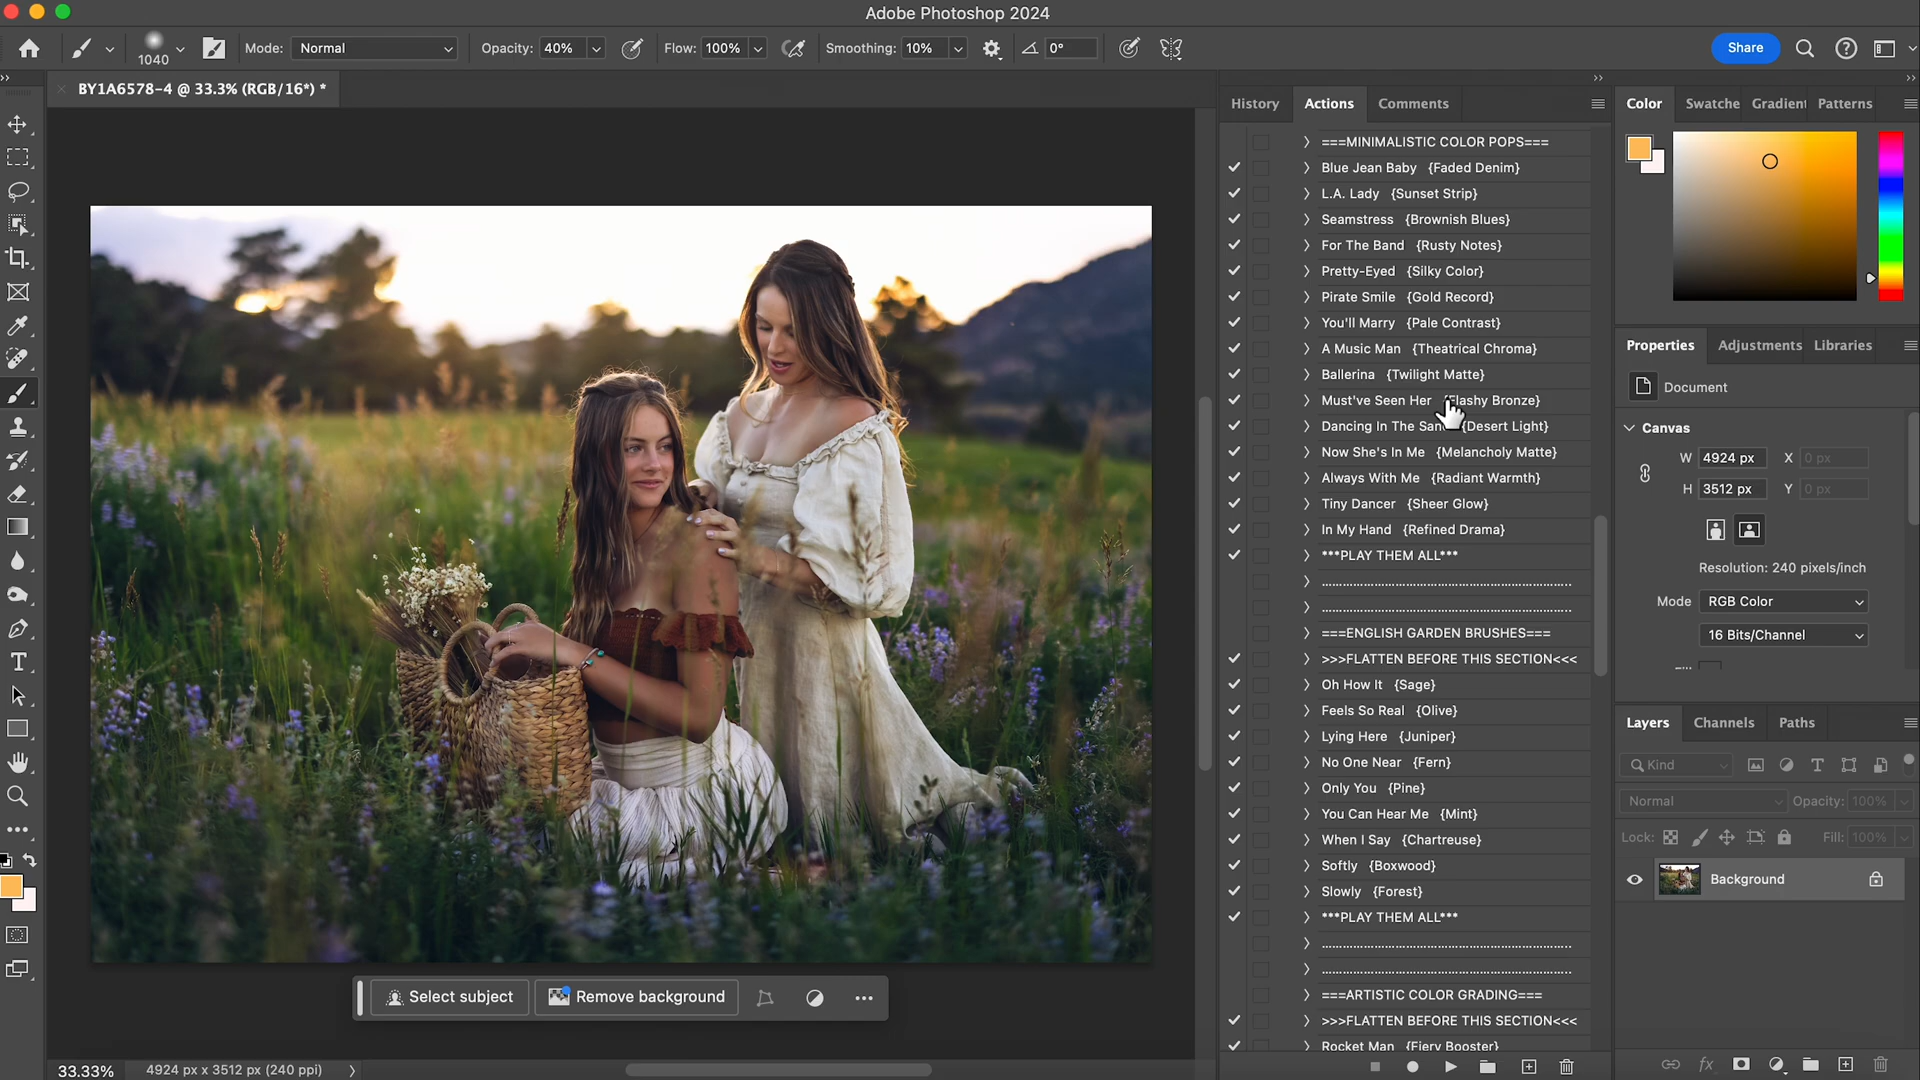 Adobe Photoshop 2024
1040
Mode: Normal
Opacity: 40%
Flow: 100%
Smoothing: 10%
0°
Share
BY1A6578-4 @ 33.3% (RGB/16*) *
History
Actions
Comments
===MINIMALISTIC COLOR POPS===
Blue Jean Baby {Faded Denim}
L.A. Lady {Sunset Strip}
Seamstress {Brownish Blues}
For The Band {Rusty Notes}
Pretty-Eyed {Silky Color}
Pirate Smile {Gold Record}
You'll Marry {Pale Contrast}
A Music Man {Theatrical Chroma}
Ballerina {Twilight Matte}
Must've Seen Her {Flashy Bronze}
Dancing In The San {Desert Light}
Now She's In Me {Melancholy Matte}
Always With Me {Radiant Warmth}
Tiny Dancer {Sheer Glow}
In My Hand {Refined Drama}
***PLAY THEM ALL***
===ENGLISH GARDEN BRUSHES===
>>>FLATTEN BEFORE THIS SECTION<<<
Oh How It {Sage}
Feels So Real {Olive}
Lying Here {Juniper}
No One Near {Fern}
Only You {Pine}
You Can Hear Me {Mint}
When I Say {Chartreuse}
Softly {Boxwood}
Slowly {Forest}
***PLAY THEM ALL***
===ARTISTIC COLOR GRADING===
>>>FLATTEN BEFORE THIS SECTION<<<
Rocket Man {Fiery Booster}
Color
Swatche
Gradient
Patterns
Properties
Adjustments
Libraries
Document
Canvas
W 4924 px X 0 px
H 3512 px Y 0 px
Resolution: 240 pixels/inch
Mode RGB Color
16 Bits/Channel
Layers
Channels
Paths
Kind
Normal
Opacity: 100%
Lock:
Fill: 100%
Background
Select subject
Remove background
33.33%
4924 px x 3512 px (240 ppi)